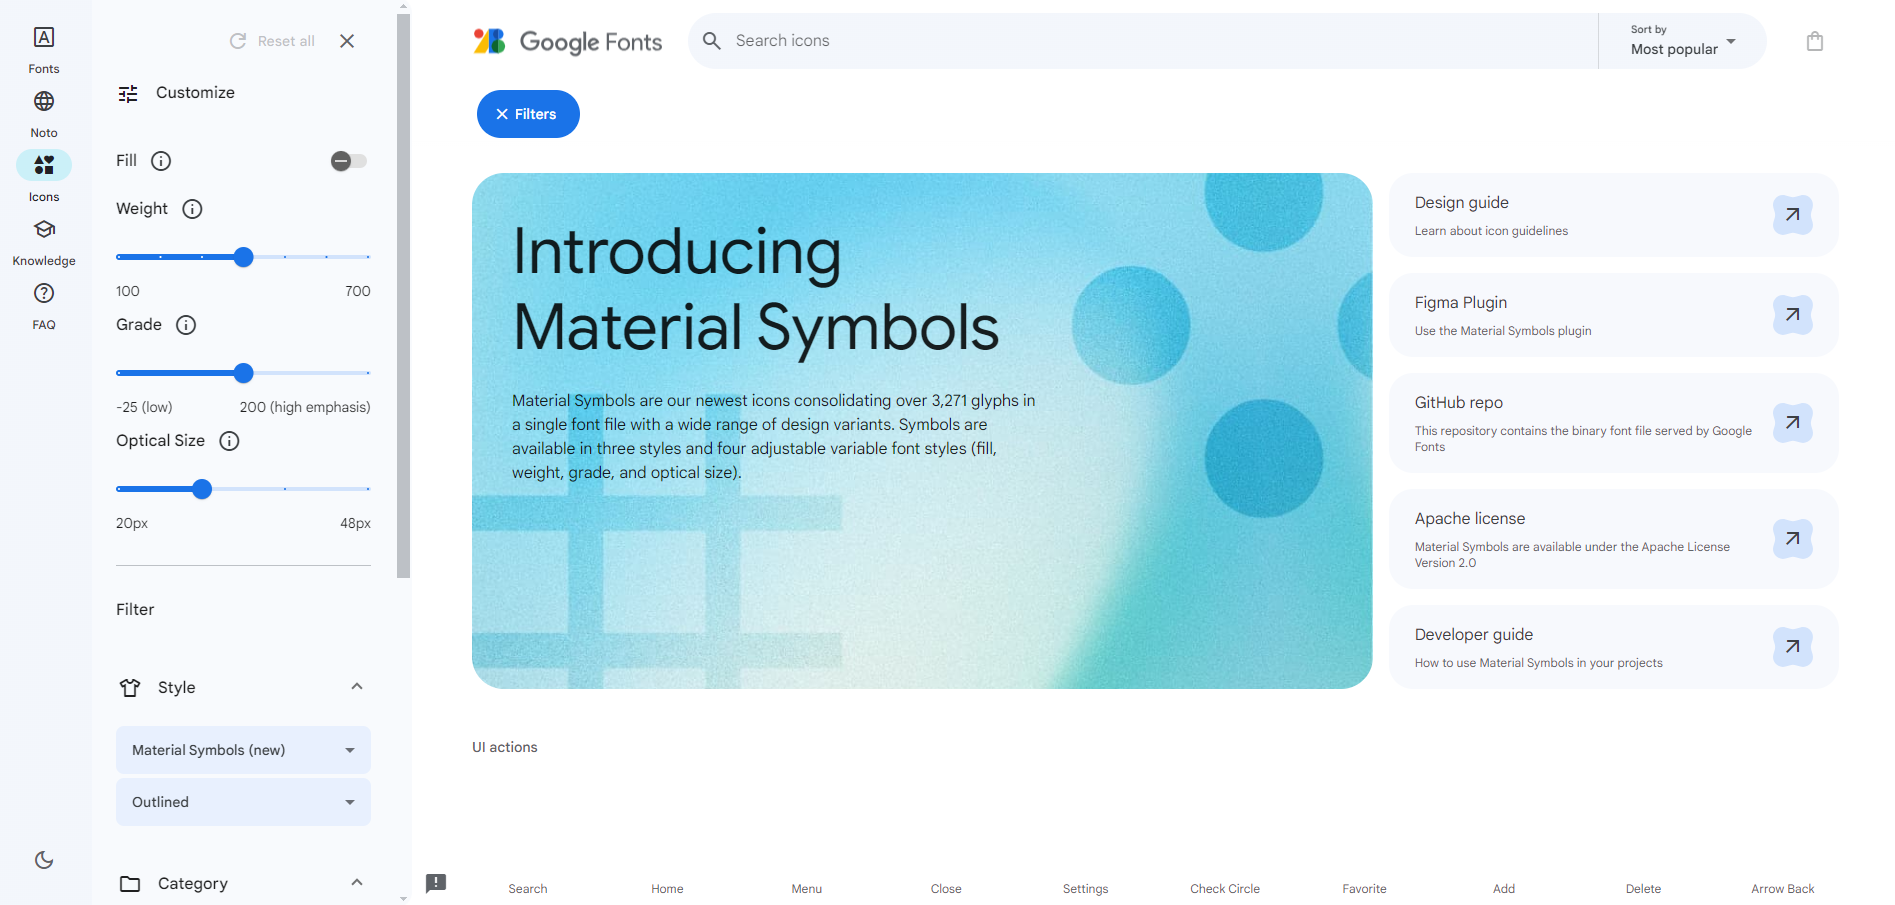 Fonts
Noto
Icons
Knowledge
FAQ
Reset all
Customize
Fill
Weight
100 700
Grade
-25 (low) 200 (high emphasis)
Optical Size
20px 48px
Filter
Style
Material Symbols (new)
Outlined
Category
Google Fonts
Search icons
Sort by
Most popular
Filters
Introducing
Material Symbols
Material Symbols are our newest icons consolidating over 3,271 glyphs in
a single font file with a wide range of design variants. Symbols are
available in three styles and four adjustable variable font styles (fill,
weight, grade, and optical size).
Design guide
Learn about icon guidelines
Figma Plugin
Use the Material Symbols plugin
GitHub repo
This repository contains the binary font file served by Google
Fonts
Apache license
Material Symbols are available under the Apache License
Version 2.0
Developer guide
How to use Material Symbols in your projects
UI actions
Search Home Menu Close Settings Check Circle Favorite Add Delete Arrow Back